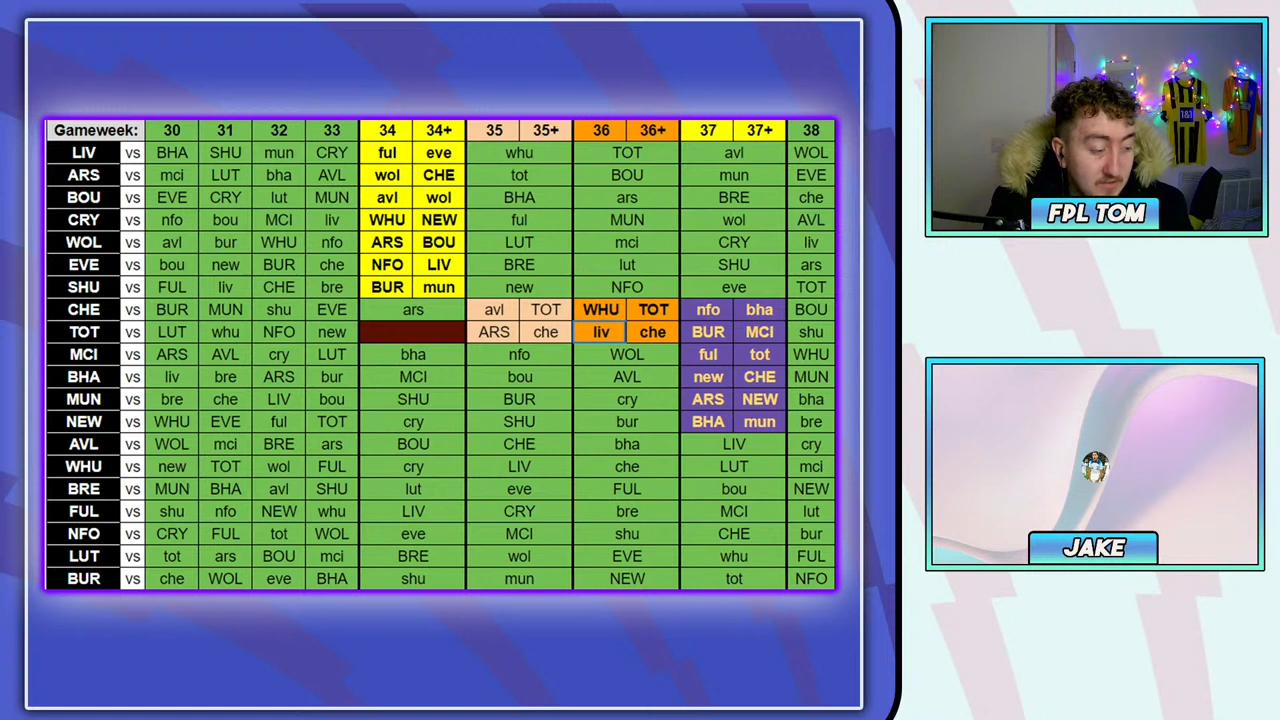 Gameweek: 30 31 32 33 34 34+ 35 35+ 36 36+ 37 37+ 38
LIV vs BHA SHU mun CRY ful eve whu TOT avl WOL
ARS vs mci LUT bha AVL wol CHE tot BOU mun EVE
BOU vs EVE CRY lut MUN avl wol BHA ars BRE che
CRY vs nfo bou MCI liv WHU NEW ful MUN wol AVL
WOL vs avl bur WHU nfo ARS BOU LUT mci CRY liv
EVE vs bou new BUR che NFO LIV BRE lut SHU ars
SHU vs FUL liv CHE bre BUR mun new NFO eve TOT
CHE vs BUR MUN shu EVE ars avl TOT WHU TOT nfo bha BOU
TOT vs LUT whu NFO new ARS che liv che BUR MCI shu
MCI vs ARS AVL cry LUT bha nfo WOL ful tot WHU
BHA vs liv bre ARS bur MCI bou AVL new CHE MUN
MUN vs bre che LIV bou SHU BUR cry ARS NEW bha
NEW vs WHU EVE ful TOT cry SHU bur BHA mun bre
AVL vs WOL mci BRE ars BOU CHE bha LIV cry
WHU vs new TOT wol FUL cry LIV che LUT mci
BRE vs MUN BHA avl SHU lut eve FUL bou NEW
FUL vs shu nfo NEW whu LIV CRY bre MCI lut
NFO vs CRY FUL tot WOL eve MCI shu CHE bur
LUT vs tot ars BOU mci BRE wol EVE whu FUL
BUR vs che WOL eve BHA shu mun NEW tot NFO
1&1
FPL TOM
JAKE